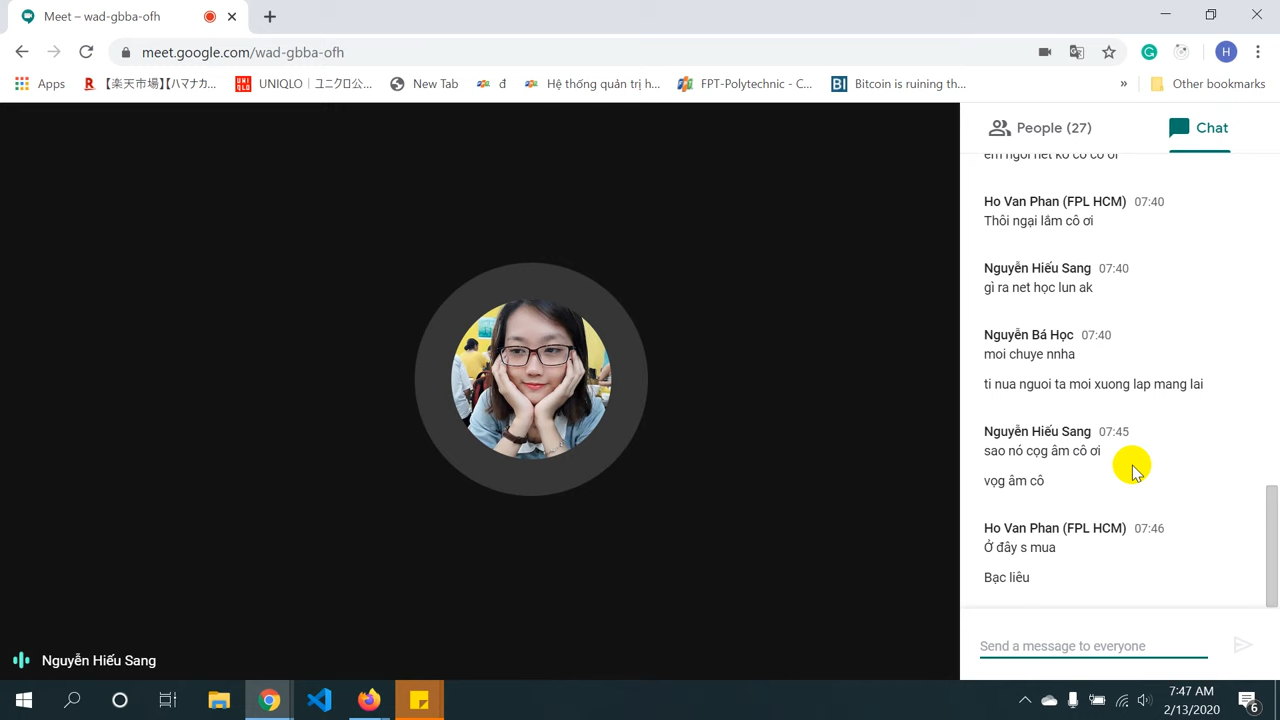 Meet – wad-gbba-ofh
meet.google.com/wad-gbba-ofh
H
Apps
R 【楽天市場】【ハマナカ...
UNIQLO｜ユニクロ公...
New Tab
đ
Hệ thống quản trị h...
FPT-Polytechnic - C...
BI Bitcoin is ruining th...
»
Other bookmarks
People (27)
Chat
Ho Van Phan (FPL HCM) 07:40
Thôi ngại lắm cô ơi
Nguyễn Hiếu Sang 07:40
gì ra net học lun ak
Nguyễn Bá Học 07:40
moi chuye nnha
ti nua nguoi ta moi xuong lap mang lai
Nguyễn Hiếu Sang 07:45
sao nó cọg âm cô ơi
vọg âm cô
Ho Van Phan (FPL HCM) 07:46
Ở đây s mua
Bạc liêu
Send a message to everyone
Nguyễn Hiếu Sang
7:47 AM
2/13/2020
6